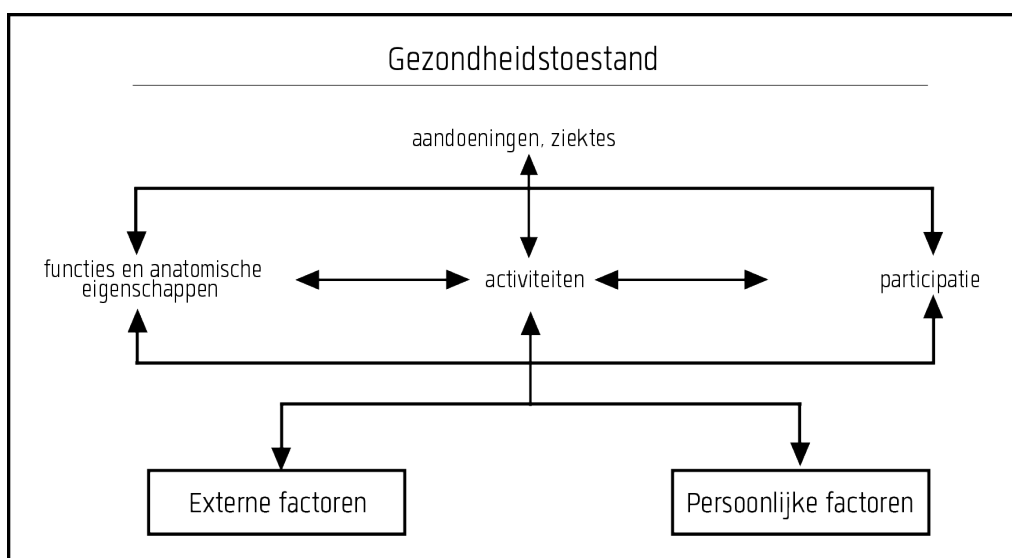 Gezondheidstoestand
aandoeningen, ziektes
functies en anatomische
eigenschappen
activiteiten
participatie
Externe factoren
Persoonlijke factoren